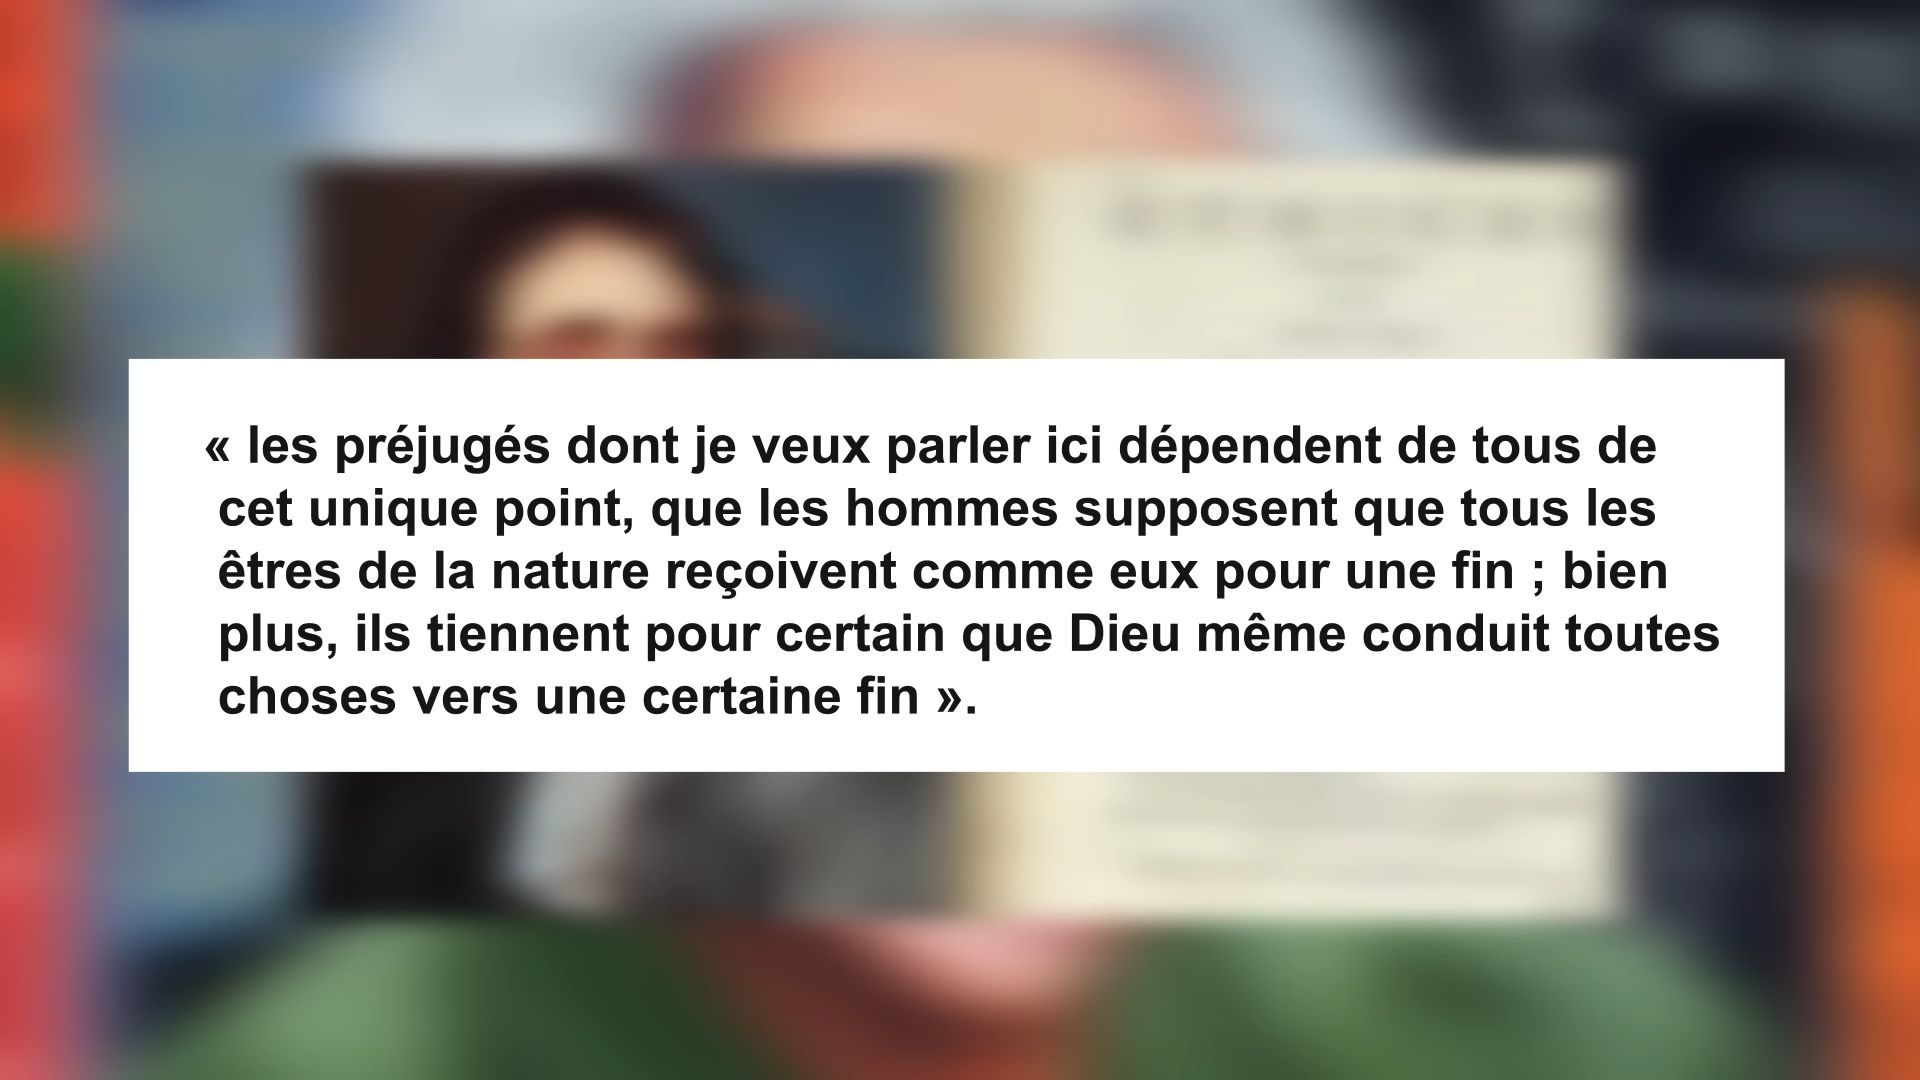 « les préjugés dont je veux parler ici dépendent de tous de
cet unique point, que les hommes supposent que tous les
êtres de la nature reçoivent comme eux pour une fin ; bien
plus, ils tiennent pour certain que Dieu même conduit toutes
choses vers une certaine fin ».